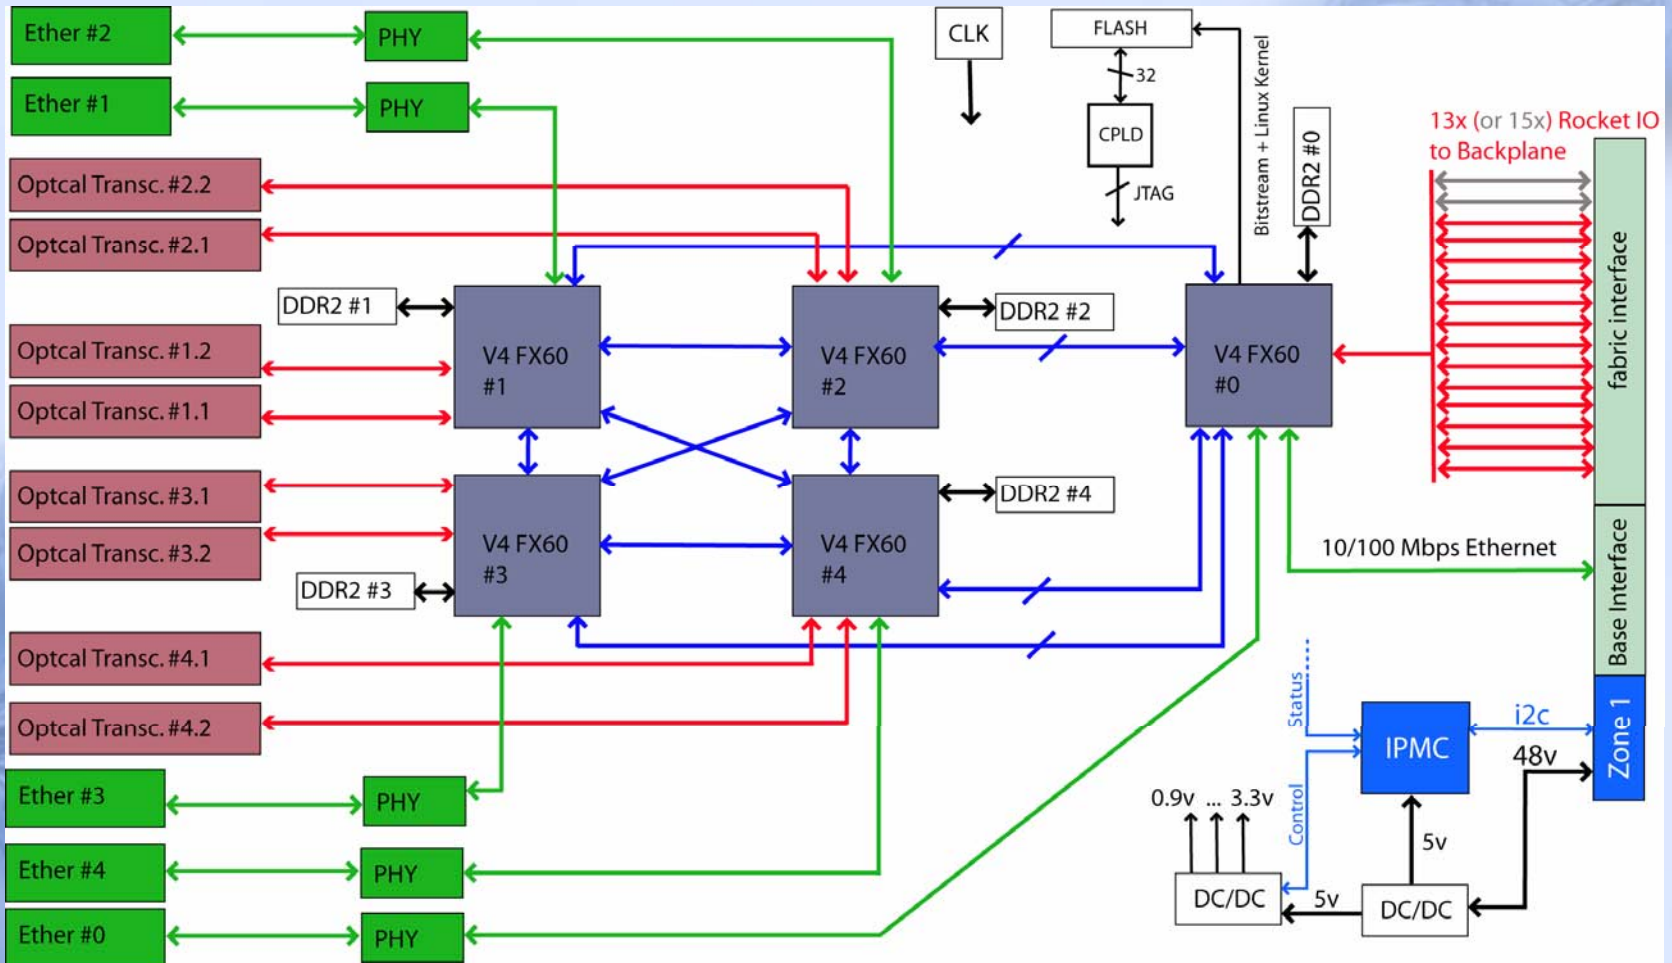 Ether #2
PHY
CLK
FLASH
Ether #1
PHY
32
CPLD
JTAG
Bitstream + Linux Kernel
DDR2 #0
13x (or 15x) Rocket IO
to Backplane
Optcal Transc. #2.2
Optcal Transc. #2.1
fabric interface
DDR2 #1
DDR2 #2
Optcal Transc. #1.2
Optcal Transc. #1.1
V4 FX60
#1
V4 FX60
#2
V4 FX60
#0
Optcal Transc. #3.1
Optcal Transc. #3.2
DDR2 #4
V4 FX60
#3
V4 FX60
#4
DDR2 #3
10/100 Mbps Ethernet
Base Interface
Optcal Transc. #4.1
Optcal Transc. #4.2
Status
IPMC
i2c
Zone 1
48v
Control
Ether #3
PHY
0.9v ... 3.3v
5v
Ether #4
PHY
DC/DC
5v
DC/DC
Ether #0
PHY